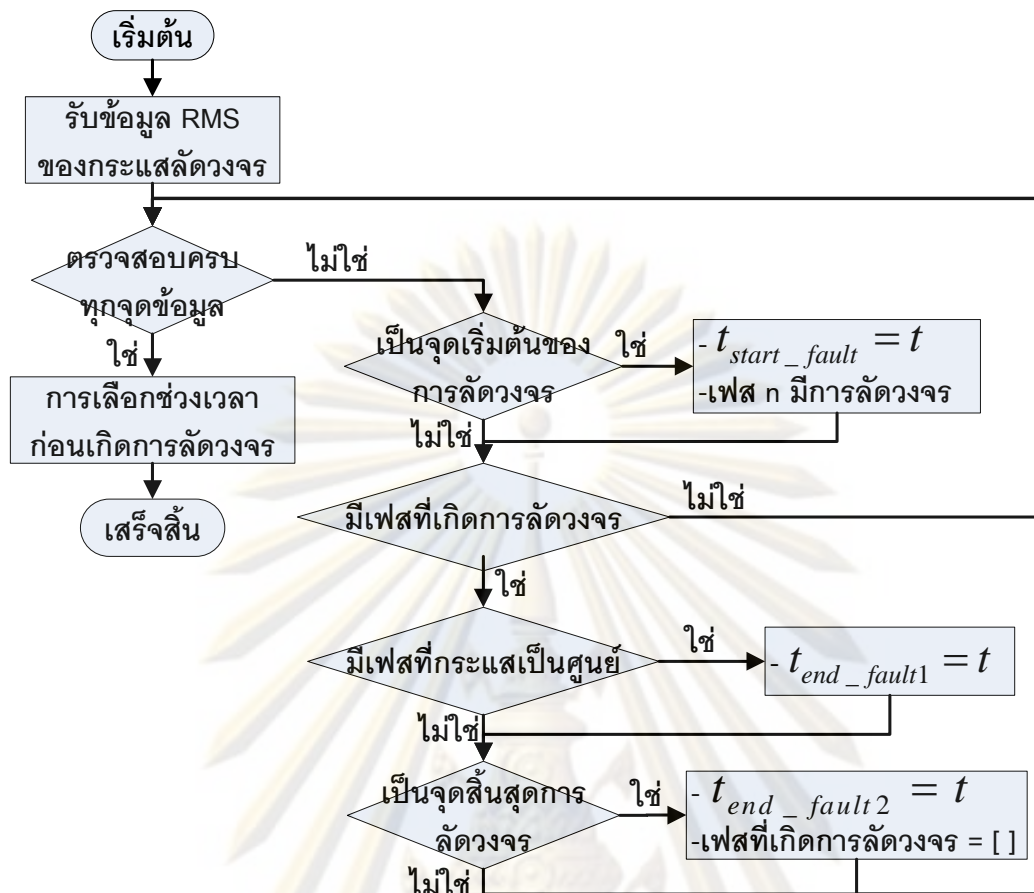 เริ่มต้น
รับข้อมูล RMS
ของกระแสลัดวงจร
ตรวจสอบครบ
ทุกจุดข้อมูล
ไม่ใช่
ใช่
การเลือกช่วงเวลา
ก่อนเกิดการลัดวงจร
เสร็จสิ้น
เป็นจุดเริ่มต้นของ
การลัดวงจร
ใช่
- t_{start_fault} = t
-เฟส n มีการลัดวงจร
ไม่ใช่
มีเฟสที่เกิดการลัดวงจร
ไม่ใช่
ใช่
มีเฟสที่กระแสเป็นศูนย์
ใช่
- t_{end_fault1} = t
ไม่ใช่
เป็นจุดสิ้นสุดการ
ลัดวงจร
ใช่
- t_{end_fault2} = t
-เฟสที่เกิดการลัดวงจร = [ ]
ไม่ใช่